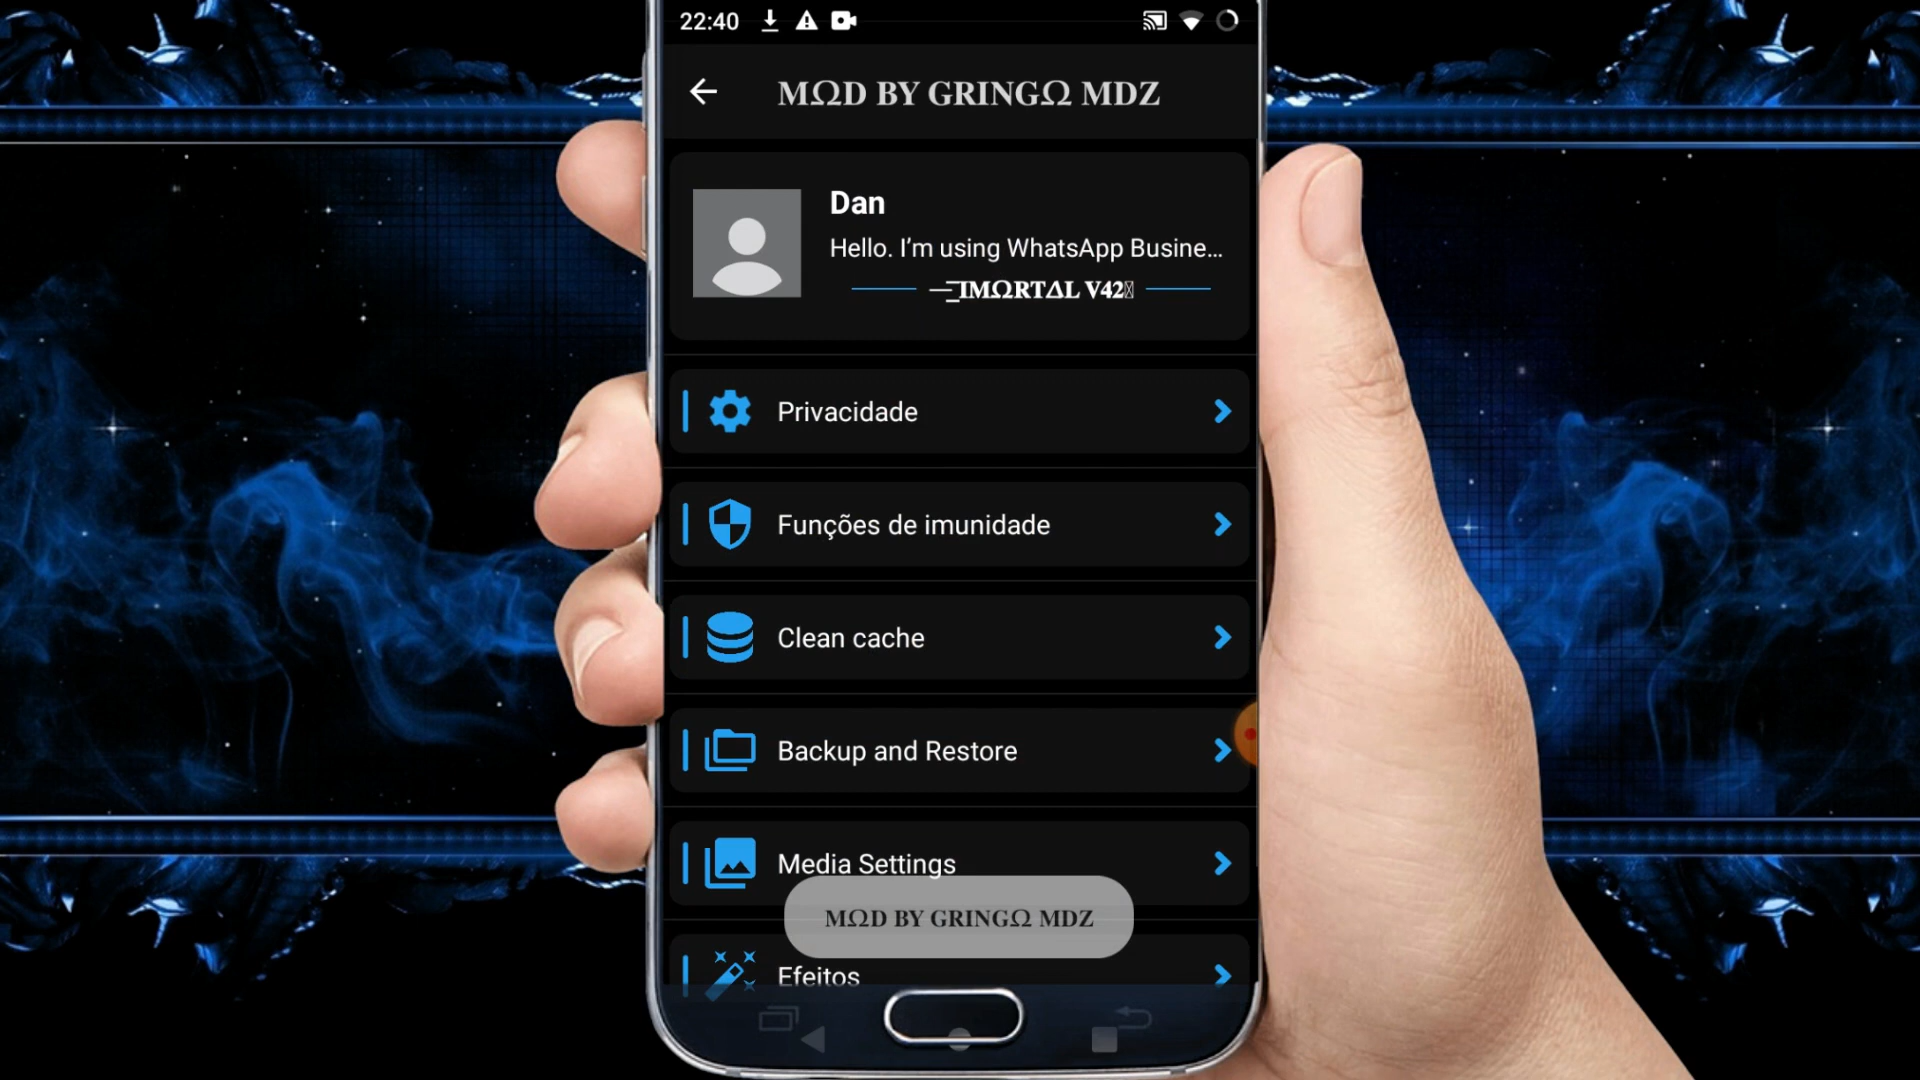 22:40
MΩD BY GRINGΩ MDZ
Dan
Hello. I’m using WhatsApp Busine...
IMΩRTΔL V42
Privacidade
Funções de imunidade
Clean cache
Backup and Restore
Media Settings
MΩD BY GRINGΩ MDZ
Efeitos